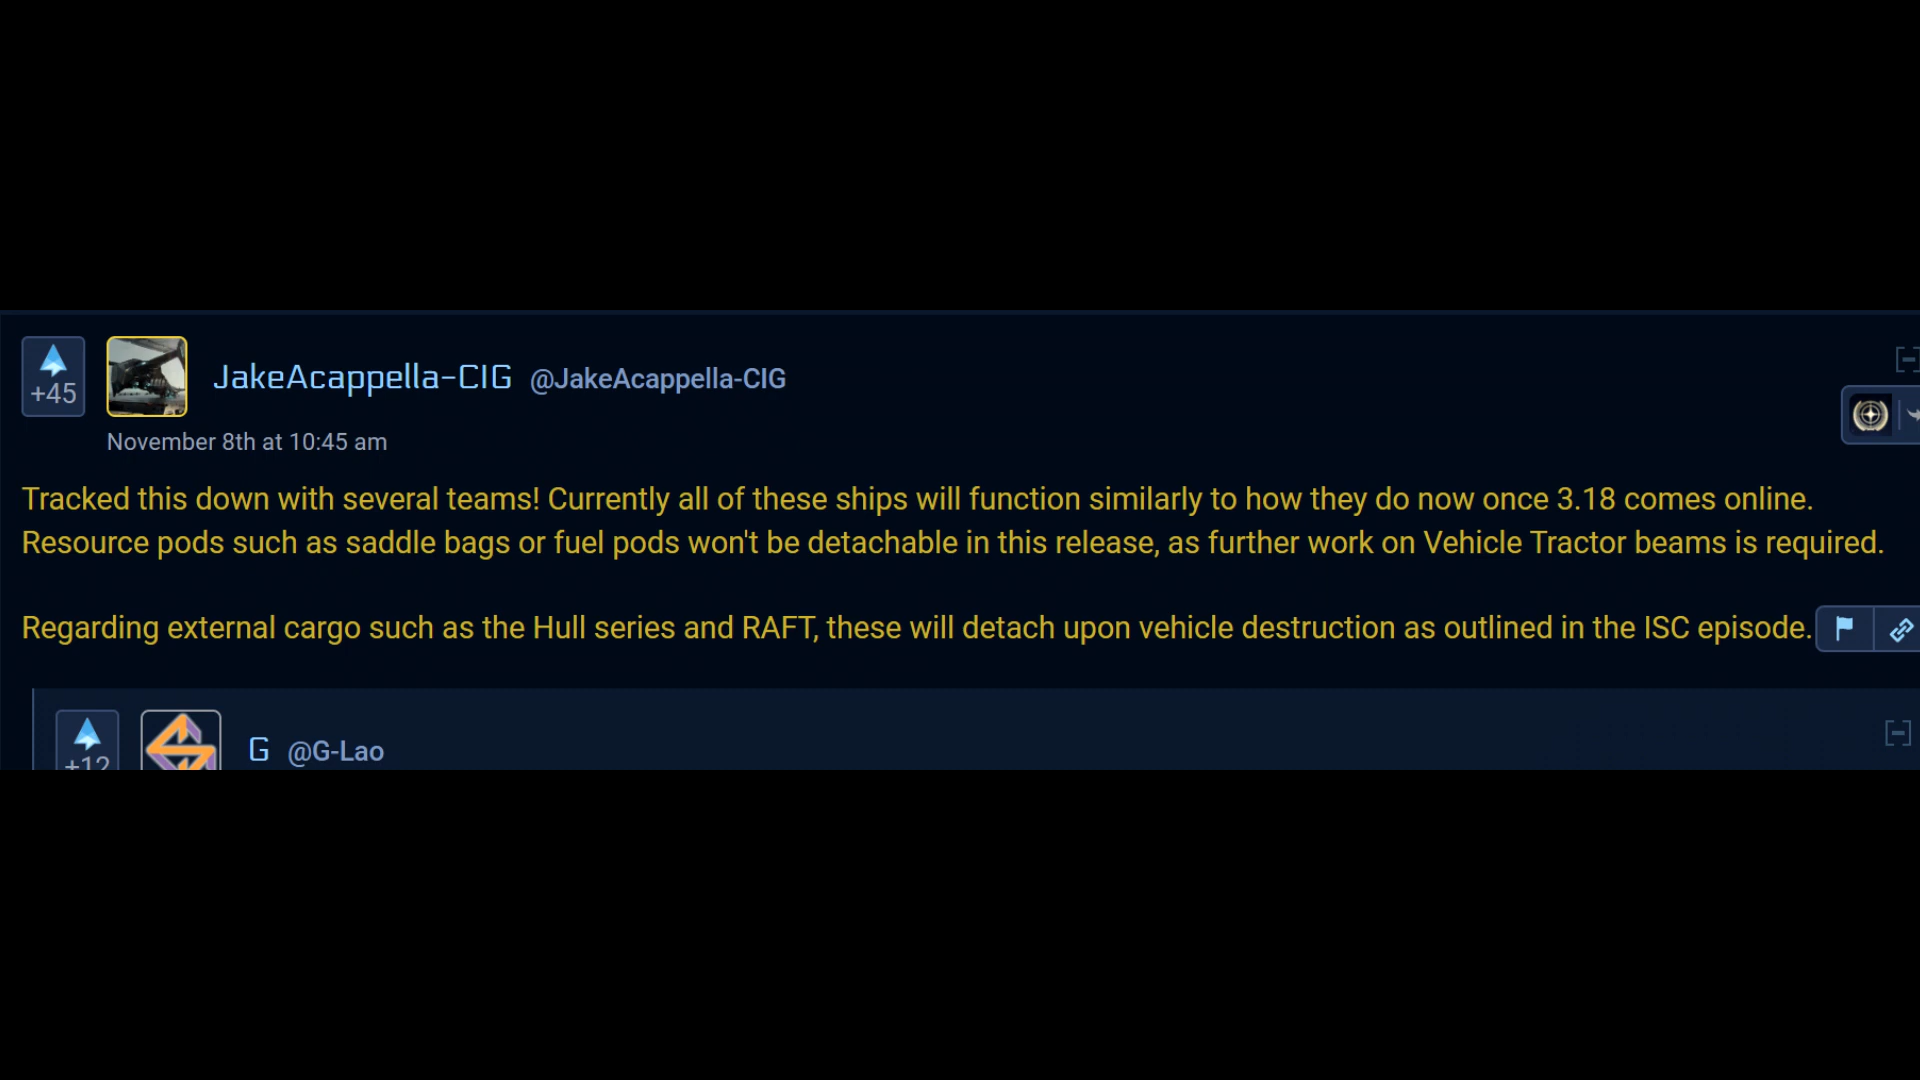 +45
JakeAcappella-CIG @JakeAcappella-CIG
November 8th at 10:45 am
Tracked this down with several teams! Currently all of these ships will function similarly to how they do now once 3.18 comes online.
Resource pods such as saddle bags or fuel pods won't be detachable in this release, as further work on Vehicle Tractor beams is required.
Regarding external cargo such as the Hull series and RAFT, these will detach upon vehicle destruction as outlined in the ISC episode.
G @G-Lao
+12